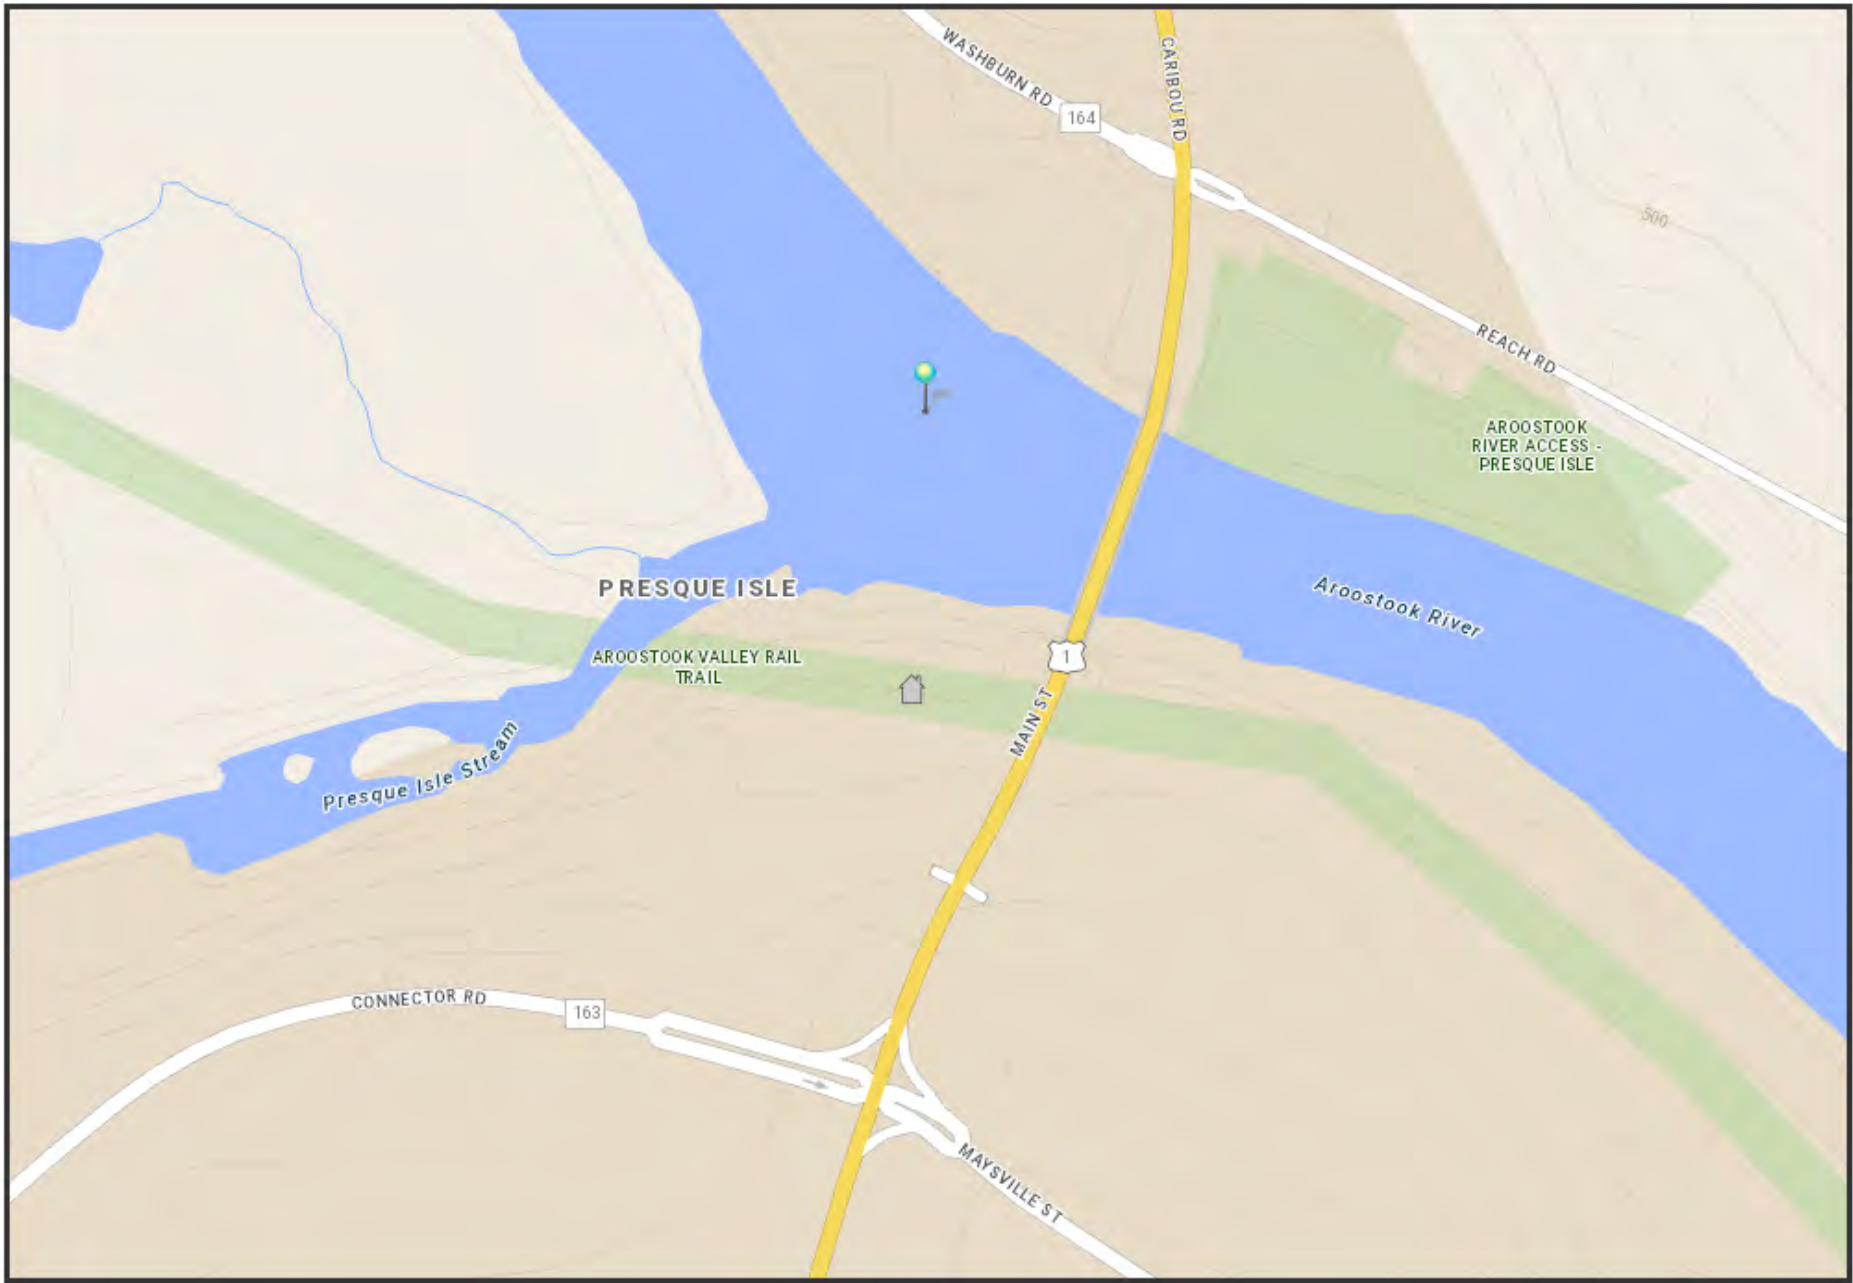 WASHBURN RD
164
CARIBOU RD
500
REACH RD
AROOSTOOK
RIVER ACCESS -
PRESQUE ISLE
PRESQUE ISLE
Aroostook River
AROOSTOOK VALLEY RAIL
TRAIL
1
MAIN ST
Presque Isle Stream
CONNECTOR RD
163
MAYSVILLE ST